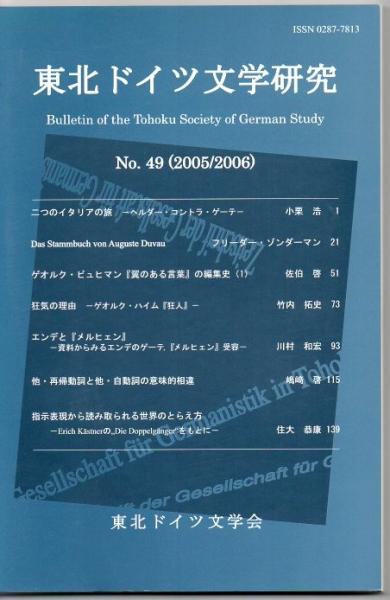 ISSN 0287-7813
東北ドイツ文学研究
Bulletin of the Tohoku Society of German Study
No. 49 (2005/2006)
二つのイタリアの旅 －ヘルダー・コントラ・ゲーテ－ 小栗 浩 1
Das Stammbuch von Auguste Duvau フリーダー・ゾンダーマン 21
ゲオルク・ビュヒマン『翼のある言葉』の編集史 (1) 佐伯 啓 51
狂気の理由 －ゲオルク・ハイム『狂人』－ 竹内 拓史 73
エンデと『メルヒェン』
－資料からみるエンデのゲーテ,『メルヒェン』受容－ 川村 和宏 93
他・再帰動詞と他・自動詞の意味的相違 嶋﨑 啓 115
指示表現から読み取られる世界のとらえ方
－Erich Kästnerの„Die Doppelgänger“をもとに－ 住大 恭康 139
Zeitschrift der Gesellschaft für Germanis
Gesellschaft für Germanistik in Tohok
ft der Gesellschaft für G
東北ドイツ文学会